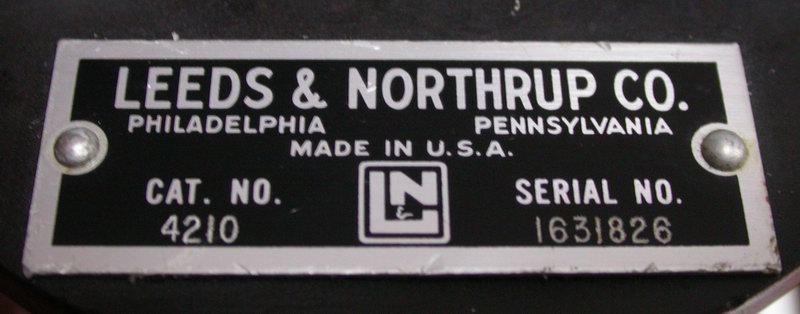 LEEDS & NORTHRUP CO.
PHILADELPHIA PENNSYLVANIA
MADE IN U.S.A.
CAT. NO. L&N SERIAL NO.
4210 1631826